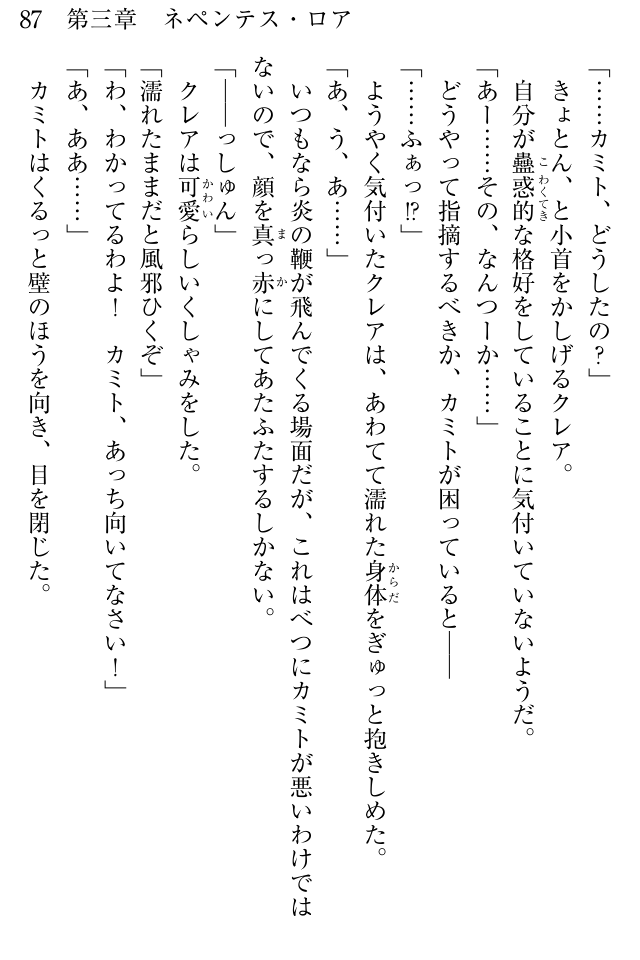 87　第三章　ネペンテス・ロア
「……カミト、どうしたの？」
きょとん、と小首をかしげるクレア。
自分が蠱惑的な格好をしていることに気付いていないようだ。
「あー……その、なんつーか……」
どうやって指摘するべきか、カミトが困っていると――
「……ふぁっ!?」
ようやく気付いたクレアは、あわてて濡れた身体をぎゅっと抱きしめた。
「あ、う、あ……」
いつもなら炎の鞭が飛んでくる場面だが、これはべつにカミトが悪いわけでは
ないので、顔を真っ赤にしてあたふたするしかない。
「――っしゅん」
クレアは可愛らしいくしゃみをした。
「濡れたままだと風邪ひくぞ」
「わ、わかってるわよ！　カミト、あっち向いてなさい！」
「あ、ああ……」
カミトはくるっと壁のほうを向き、目を閉じた。